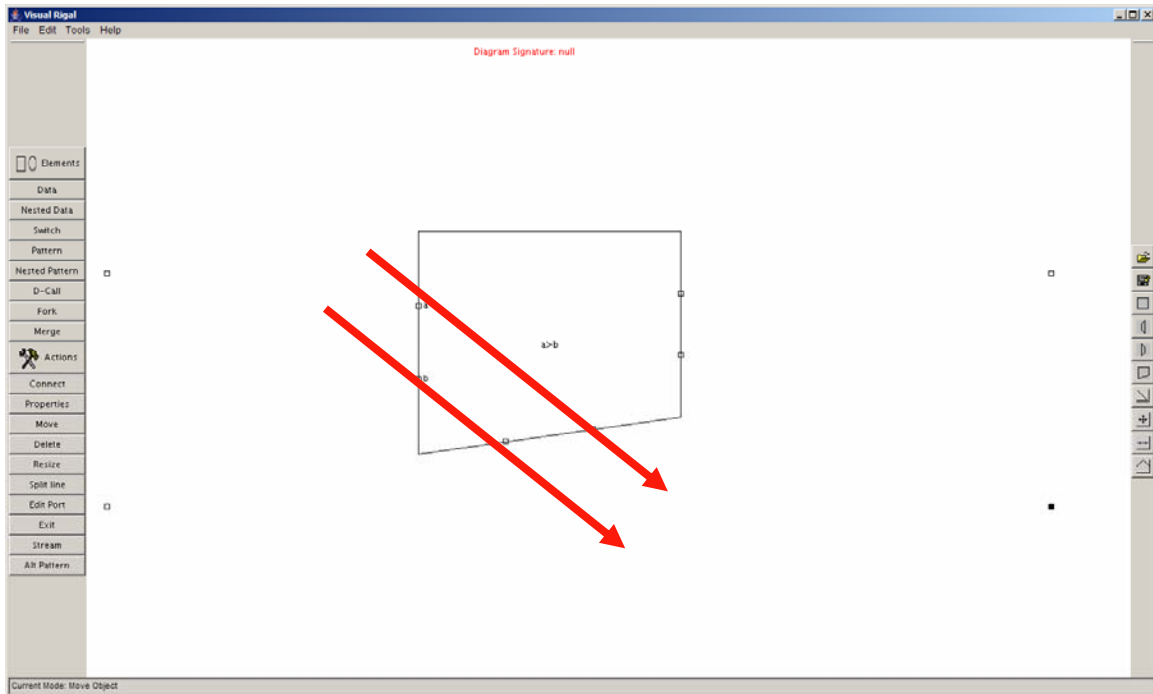 Visual Rigal
File Edit Tools Help
Diagram Signature: null
Elements
Data
Nested Data
Switch
Pattern
Nested Pattern
D-Call
Fork
Merge
Actions
Connect
Properties
Move
Delete
Resize
Split line
Edit Port
Exit
Stream
Alt Pattern
a
a>b
b
Current Mode: Move Object